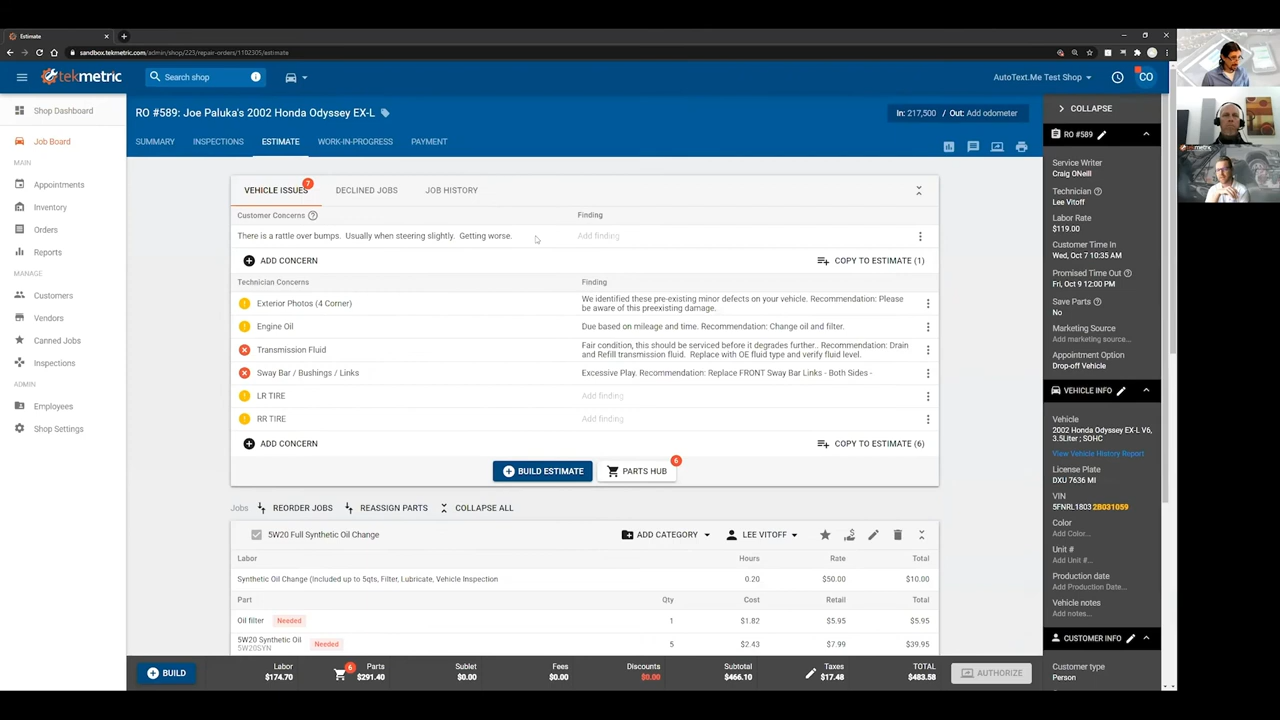 Estimate
sandbox.tekmetric.com/admin/shop/223/repair-orders/1102305/estimate
tekmetric
Search shop
AutoText.Me Test Shop
CO
Shop Dashboard
Job Board
MAIN
Appointments
Inventory
Orders
Reports
MANAGE
Customers
Vendors
Canned Jobs
Inspections
ADMIN
Employees
Shop Settings
RO #589: Joe Paluka's 2002 Honda Odyssey EX-L
In: 217,500 / Out: Add odometer
SUMMARY INSPECTIONS ESTIMATE WORK-IN-PROGRESS PAYMENT
VEHICLE ISSUES 7 DECLINED JOBS JOB HISTORY
Customer Concerns Finding
There is a rattle over bumps. Usually when steering slightly. Getting worse. Add finding
ADD CONCERN COPY TO ESTIMATE (1)
Technician Concerns Finding
Exterior Photos (4 Corner) We identified these pre-existing minor defects on your vehicle. Recommendation: Please
be aware of this preexisting damage.
Engine Oil Due based on mileage and time. Recommendation: Change oil and filter.
Transmission Fluid Fair condition, this should be serviced before it degrades further.. Recommendation: Drain
and Refill transmission fluid. Replace with OE fluid type and verify fluid level.
Sway Bar / Bushings / Links Excessive Play. Recommendation: Replace FRONT Sway Bar Links - Both Sides -
LR TIRE Add finding
RR TIRE Add finding
ADD CONCERN COPY TO ESTIMATE (6)
BUILD ESTIMATE PARTS HUB 6
Jobs REORDER JOBS REASSIGN PARTS COLLAPSE ALL
5W20 Full Synthetic Oil Change ADD CATEGORY LEE VITOFF
Labor Hours Rate Total
Synthetic Oil Change (Included up to 5qts, Filter, Lubricate, Vehicle Inspection 0.20 $50.00 $10.00
Part Qty Cost Retail Total
Oil filter Needed 1 $1.82 $5.95 $5.95
5W20 Synthetic Oil Needed 5 $2.43 $7.99 $39.95
5W20SYN
BUILD
Labor 6 Parts Sublet Fees Discounts Subtotal Taxes TOTAL
$174.70 $291.40 $0.00 $0.00 $0.00 $466.10 $17.48 $483.58
AUTHORIZE
COLLAPSE
RO #589
Service Writer
Craig ONeill
Technician
Lee Vitoff
Labor Rate
$119.00
Customer Time In
Wed, Oct 7 10:35 AM
Promised Time Out
Fri, Oct 9 12:00 PM
Save Parts
No
Marketing Source
Add marketing source...
Appointment Option
Drop-off Vehicle
VEHICLE INFO
Vehicle
2002 Honda Odyssey EX-L V6,
3.5Liter ; SOHC
View Vehicle History Report
License Plate
DXU 7636 MI
VIN
5FNRL18032B031059
Color
Add Color...
Unit #
Add Unit #...
Production date
Add Production Date...
Vehicle notes
Add notes...
CUSTOMER INFO
Customer type
Person
tekmetric